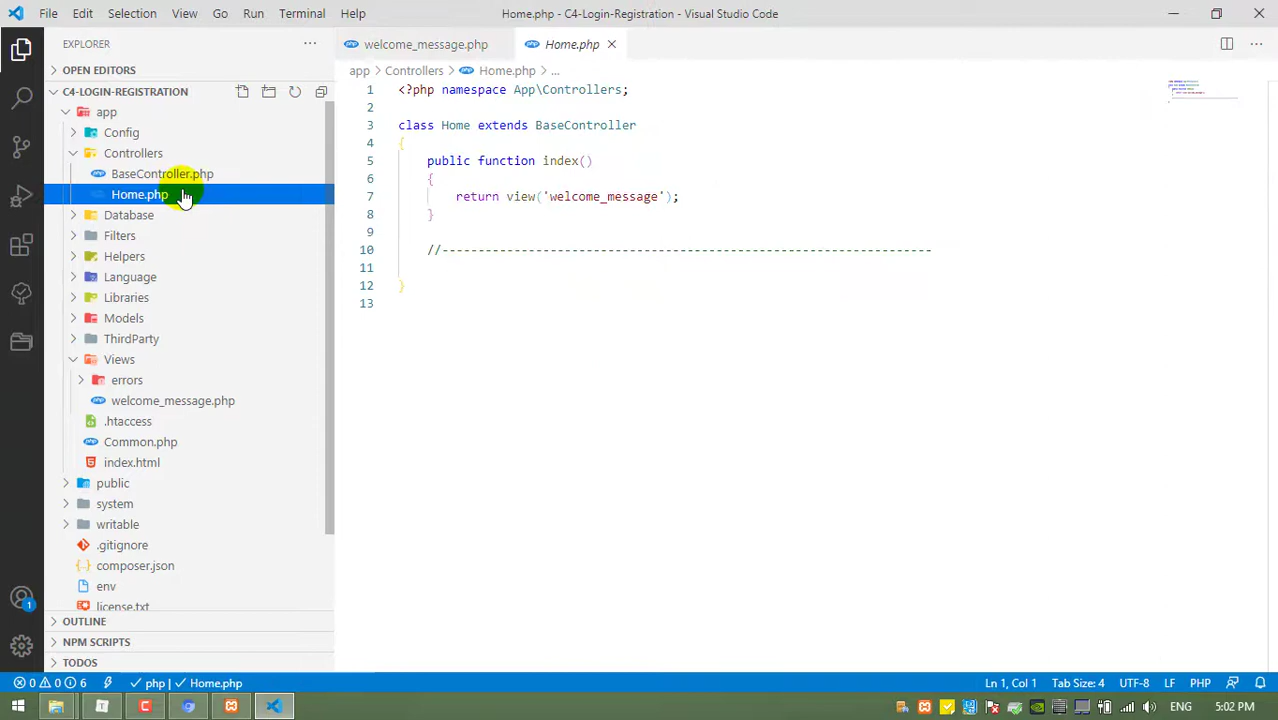 File Edit Selection View Go Run Terminal Help Home.php - C4-Login-Registration - Visual Studio Code
EXPLORER
OPEN EDITORS
C4-LOGIN-REGISTRATION
app
Config
Controllers
BaseController.php
Home.php
Database
Filters
Helpers
Language
Libraries
Models
ThirdParty
Views
errors
welcome_message.php
.htaccess
Common.php
index.html
public
system
writable
.gitignore
composer.json
env
license.txt
OUTLINE
NPM SCRIPTS
TODOS
welcome_message.php Home.php
app > Controllers > Home.php > ...
1 <?php namespace App\Controllers;
2
3 class Home extends BaseController
4 {
5 public function index()
6 {
7 return view('welcome_message');
8 }
9
10 //--------------------------------------------------------------------
11
12 }
13
0 0 6 php | Home.php Ln 1, Col 1 Tab Size: 4 UTF-8 LF PHP
1
ENG 5:02 PM